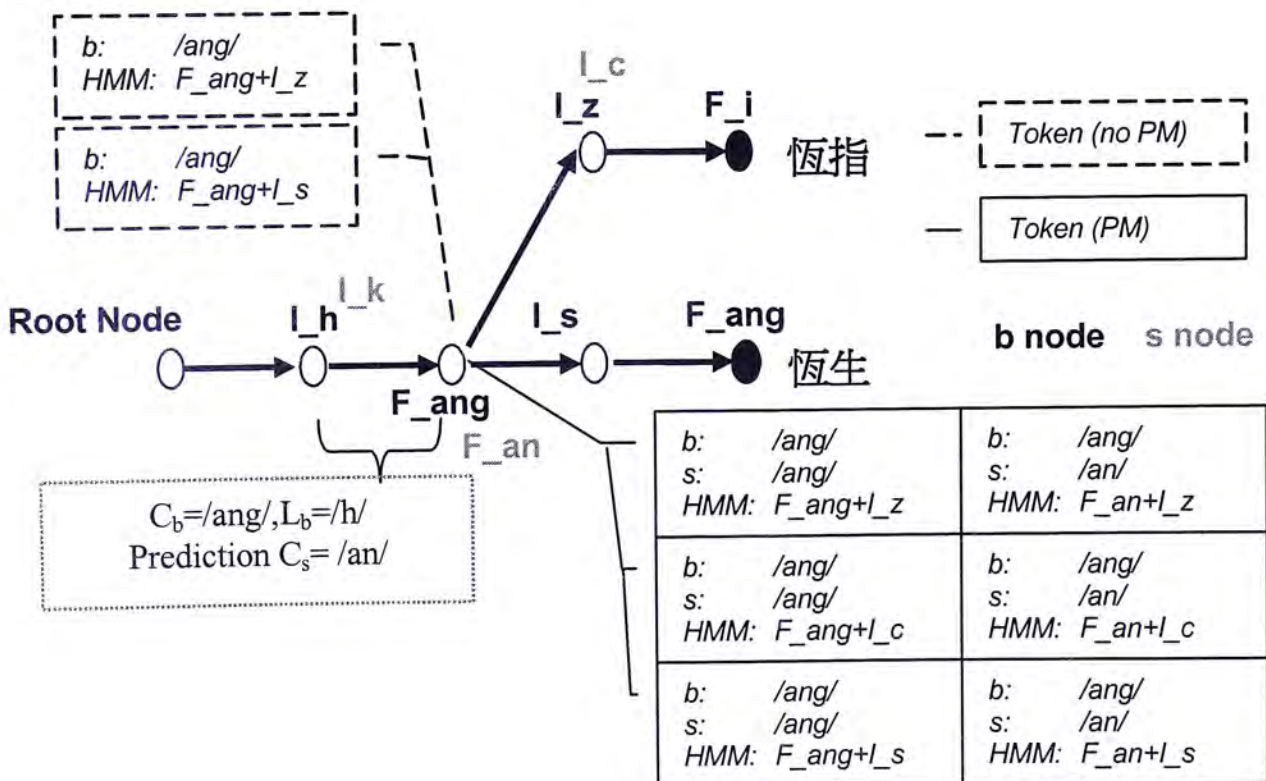 b: /ang/
HMM: F_ang+I_z
b: /ang/
HMM: F_ang+I_s
I_c
I_z
F_i
恆指
Token (no PM)
Token (PM)
Root Node
I_h
I_k
F_ang
F_an
I_s
F_ang
恆生
b node s node
C_b=/ang/,L_b=/h/
Prediction C_s= /an/
b: /ang/
s: /ang/
HMM: F_ang+I_z
b: /ang/
s: /an/
HMM: F_an+I_z
b: /ang/
s: /ang/
HMM: F_ang+I_c
b: /ang/
s: /an/
HMM: F_an+I_c
b: /ang/
s: /ang/
HMM: F_ang+I_s
b: /ang/
s: /an/
HMM: F_an+I_s